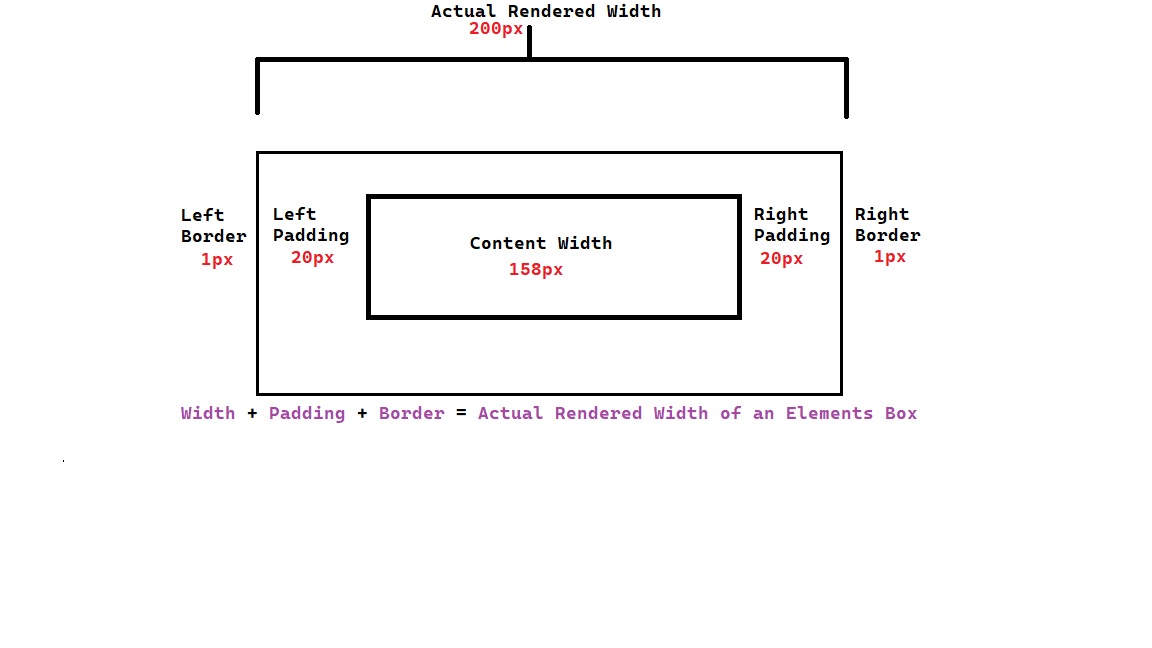 Actual Rendered Width
200px
Left
Border
1px
Left
Padding
20px
Content Width
158px
Right
Padding
20px
Right
Border
1px
Width + Padding + Border = Actual Rendered Width of an Elements Box